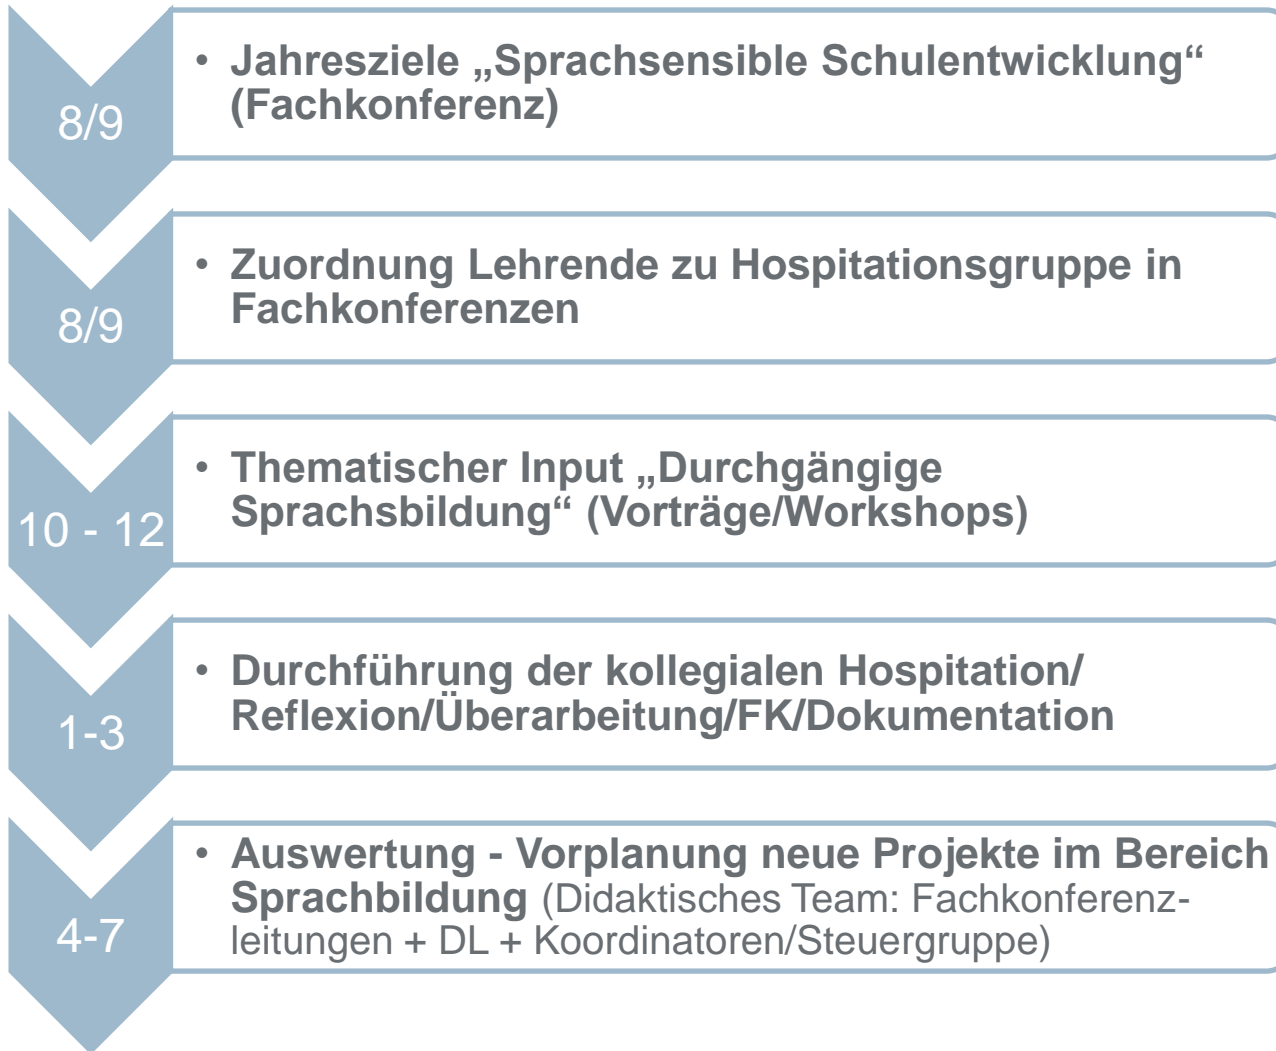 8/9
• Jahresziele „Sprachsensible Schulentwicklung“
(Fachkonferenz)
8/9
• Zuordnung Lehrende zu Hospitationsgruppe in
Fachkonferenzen
10 - 12
• Thematischer Input „Durchgängige
Sprachsbildung“ (Vorträge/Workshops)
1-3
• Durchführung der kollegialen Hospitation/
Reflexion/Überarbeitung/FK/Dokumentation
4-7
• Auswertung - Vorplanung neue Projekte im Bereich
Sprachbildung (Didaktisches Team: Fachkonferenz-
leitungen + DL + Koordinatoren/Steuergruppe)